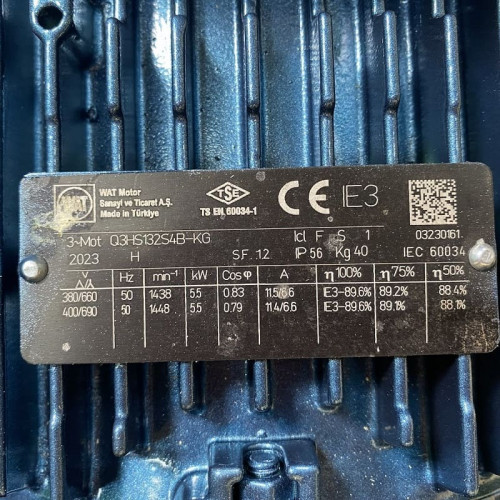 WAT
WAT Motor
Sanayi ve Ticaret A.Ş.
Made in Türkiye
TSE
TS EN 60034-1
CE
IE3
3~Mot Q3HS132S4B-KG Icl F S 1 03230161
2023 H S.F. 1.2 IP 56 Kg 40 IEC 60034
V Hz min⁻¹ kW Cosφ A η100% η75% η50%
Δ/⅄
380/660 50 1438 5.5 0.83 11.5/6.6 IE3-89.6% 89.2% 88.4%
400/690 50 1448 5.5 0.79 11.4/6.6 IE3-89.6% 89.1% 88.1%